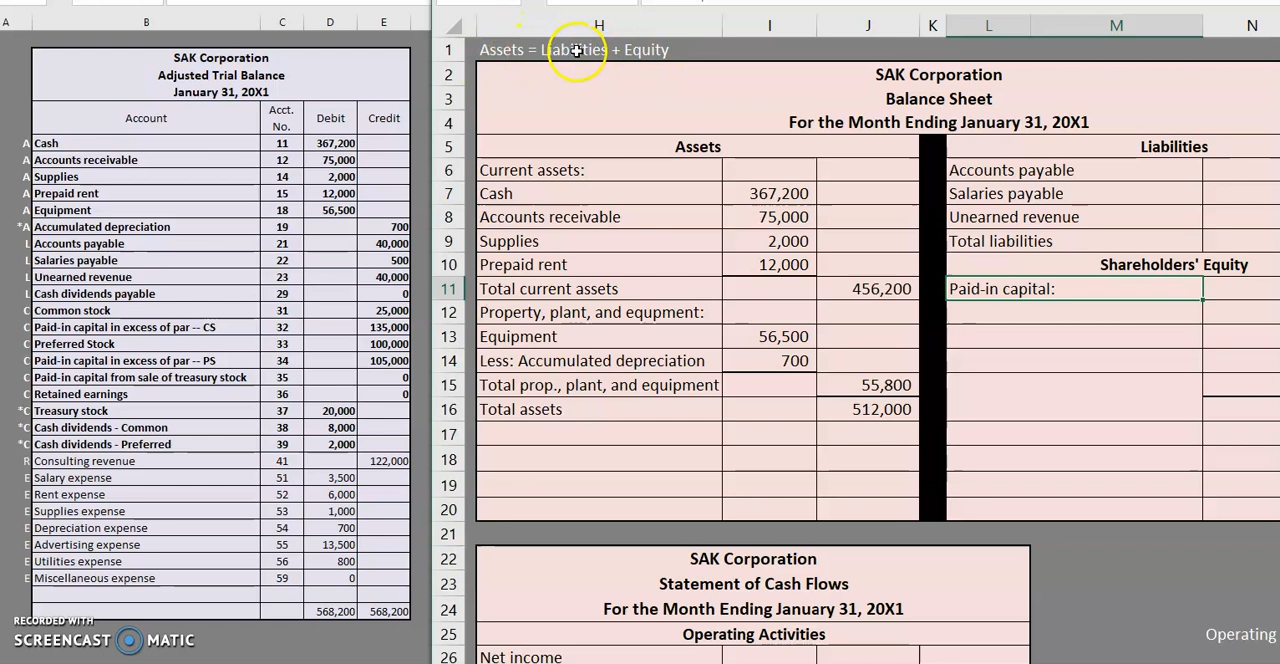 A B C D E
SAK Corporation
Adjusted Trial Balance
January 31, 20X1
Account Acct. No. Debit Credit
A Cash 11 367,200
A Accounts receivable 12 75,000
A Supplies 14 2,000
A Prepaid rent 15 12,000
A Equipment 18 56,500
*A Accumulated depreciation 19 700
L Accounts payable 21 40,000
L Salaries payable 22 500
L Unearned revenue 23 40,000
L Cash dividends payable 29 0
C Common stock 31 25,000
C Paid-in capital in excess of par -- CS 32 135,000
C Preferred Stock 33 100,000
C Paid-in capital in excess of par -- PS 34 105,000
C Paid-in capital from sale of treasury stock 35 0
C Retained earnings 36 0
*C Treasury stock 37 20,000
*C Cash dividends - Common 38 8,000
*C Cash dividends - Preferred 39 2,000
R Consulting revenue 41 122,000
E Salary expense 51 3,500
E Rent expense 52 6,000
E Supplies expense 53 1,000
E Depreciation expense 54 700
E Advertising expense 55 13,500
E Utilities expense 56 800
E Miscellaneous expense 59 0
568,200 568,200
RECORDED WITH
SCREENCAST MATIC
H I J K L M N
1 Assets = Liabilities + Equity
2 SAK Corporation
3 Balance Sheet
4 For the Month Ending January 31, 20X1
5 Assets Liabilities
6 Current assets: Accounts payable
7 Cash 367,200 Salaries payable
8 Accounts receivable 75,000 Unearned revenue
9 Supplies 2,000 Total liabilities
10 Prepaid rent 12,000 Shareholders' Equity
11 Total current assets 456,200 Paid-in capital:
12 Property, plant, and equpment:
13 Equipment 56,500
14 Less: Accumulated depreciation 700
15 Total prop., plant, and equipment 55,800
16 Total assets 512,000
17
18
19
20
21
22 SAK Corporation
23 Statement of Cash Flows
24 For the Month Ending January 31, 20X1
25 Operating Activities Operating
26 Net income